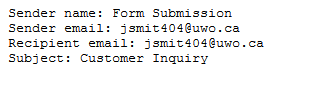 Sender name: Form Submission
Sender email: jsmit404@uwo.ca
Recipient email: jsmit404@uwo.ca
Subject: Customer Inquiry